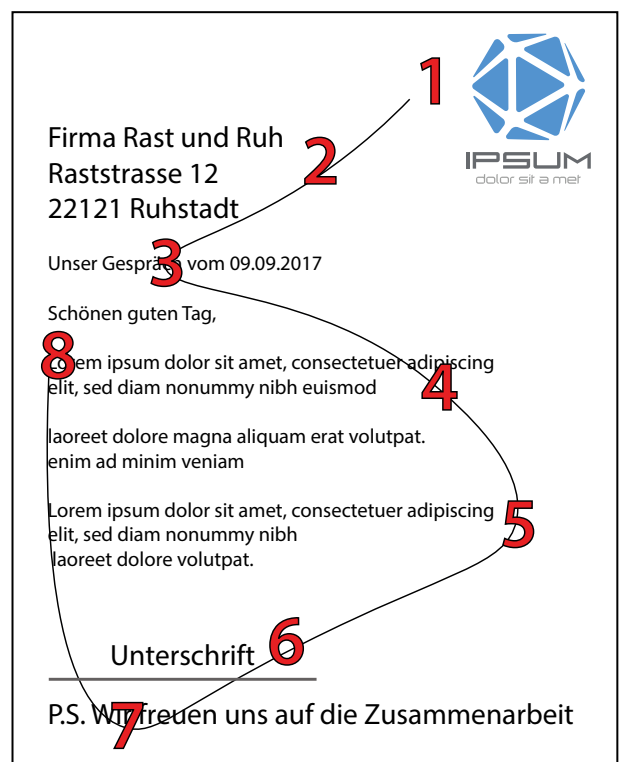 1
IPSUM
dolor sit a met
Firma Rast und Ruh
2
Raststrasse 12
22121 Ruhstadt
3
Unser Gespräch vom 09.09.2017
Schönen guten Tag,
8
Lorem ipsum dolor sit amet, consectetuer adipiscing
elit, sed diam nonummy nibh euismod
4
laoreet dolore magna aliquam erat volutpat.
enim ad minim veniam
Lorem ipsum dolor sit amet, consectetuer adipiscing
5
elit, sed diam nonummy nibh
laoreet dolore volutpat.
6
Unterschrift
7
P.S. Wir freuen uns auf die Zusammenarbeit